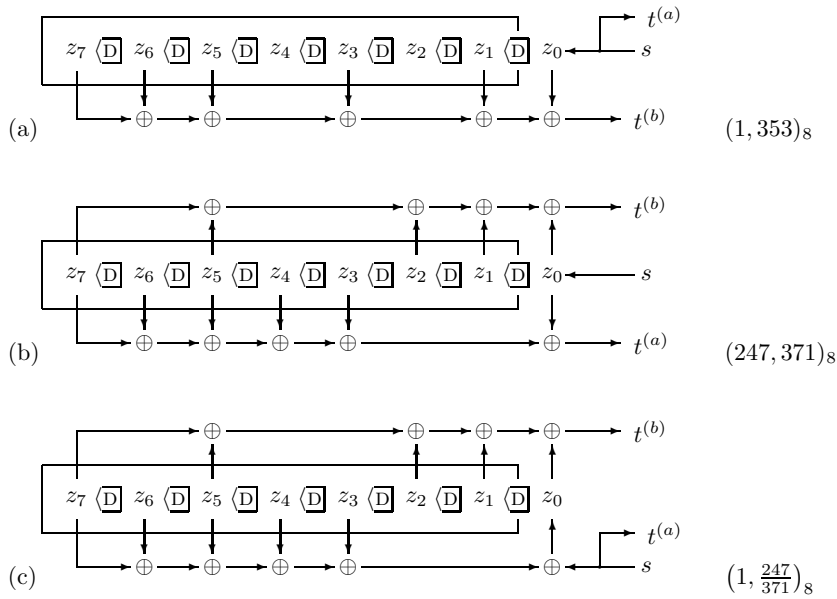 t^(a)
z₇ ⟨D z₆ ⟨D z₅ ⟨D z₄ ⟨D z₃ ⟨D z₂ ⟨D z₁ ⟨D z₀ s
(a) ⊕ ⊕ ⊕ ⊕ ⊕ t^(b) (1, 353)₈
⊕ ⊕ ⊕ ⊕ t^(b)
z₇ ⟨D z₆ ⟨D z₅ ⟨D z₄ ⟨D z₃ ⟨D z₂ ⟨D z₁ ⟨D z₀ s
(b) ⊕ ⊕ ⊕ ⊕ ⊕ t^(a) (247, 371)₈
⊕ ⊕ ⊕ ⊕ t^(b)
z₇ ⟨D z₆ ⟨D z₅ ⟨D z₄ ⟨D z₃ ⟨D z₂ ⟨D z₁ ⟨D z₀
t^(a)
(c) ⊕ ⊕ ⊕ ⊕ ⊕ s (1, 247/371)₈